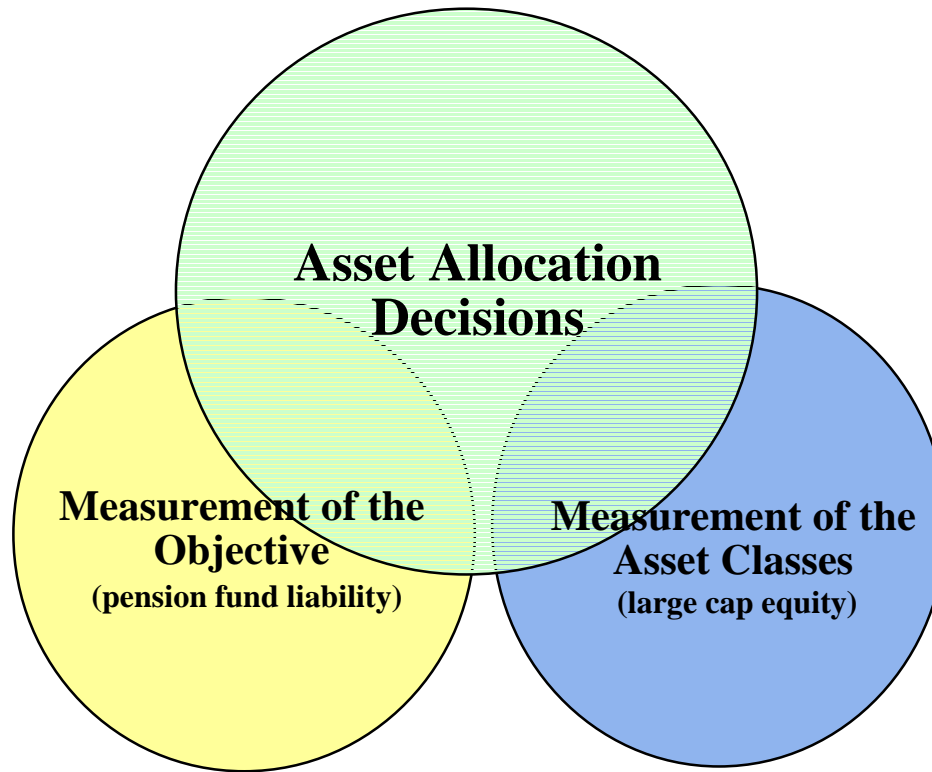 Asset Allocation
Decisions
Measurement of the
Objective
(pension fund liability)
Measurement of the
Asset Classes
(large cap equity)